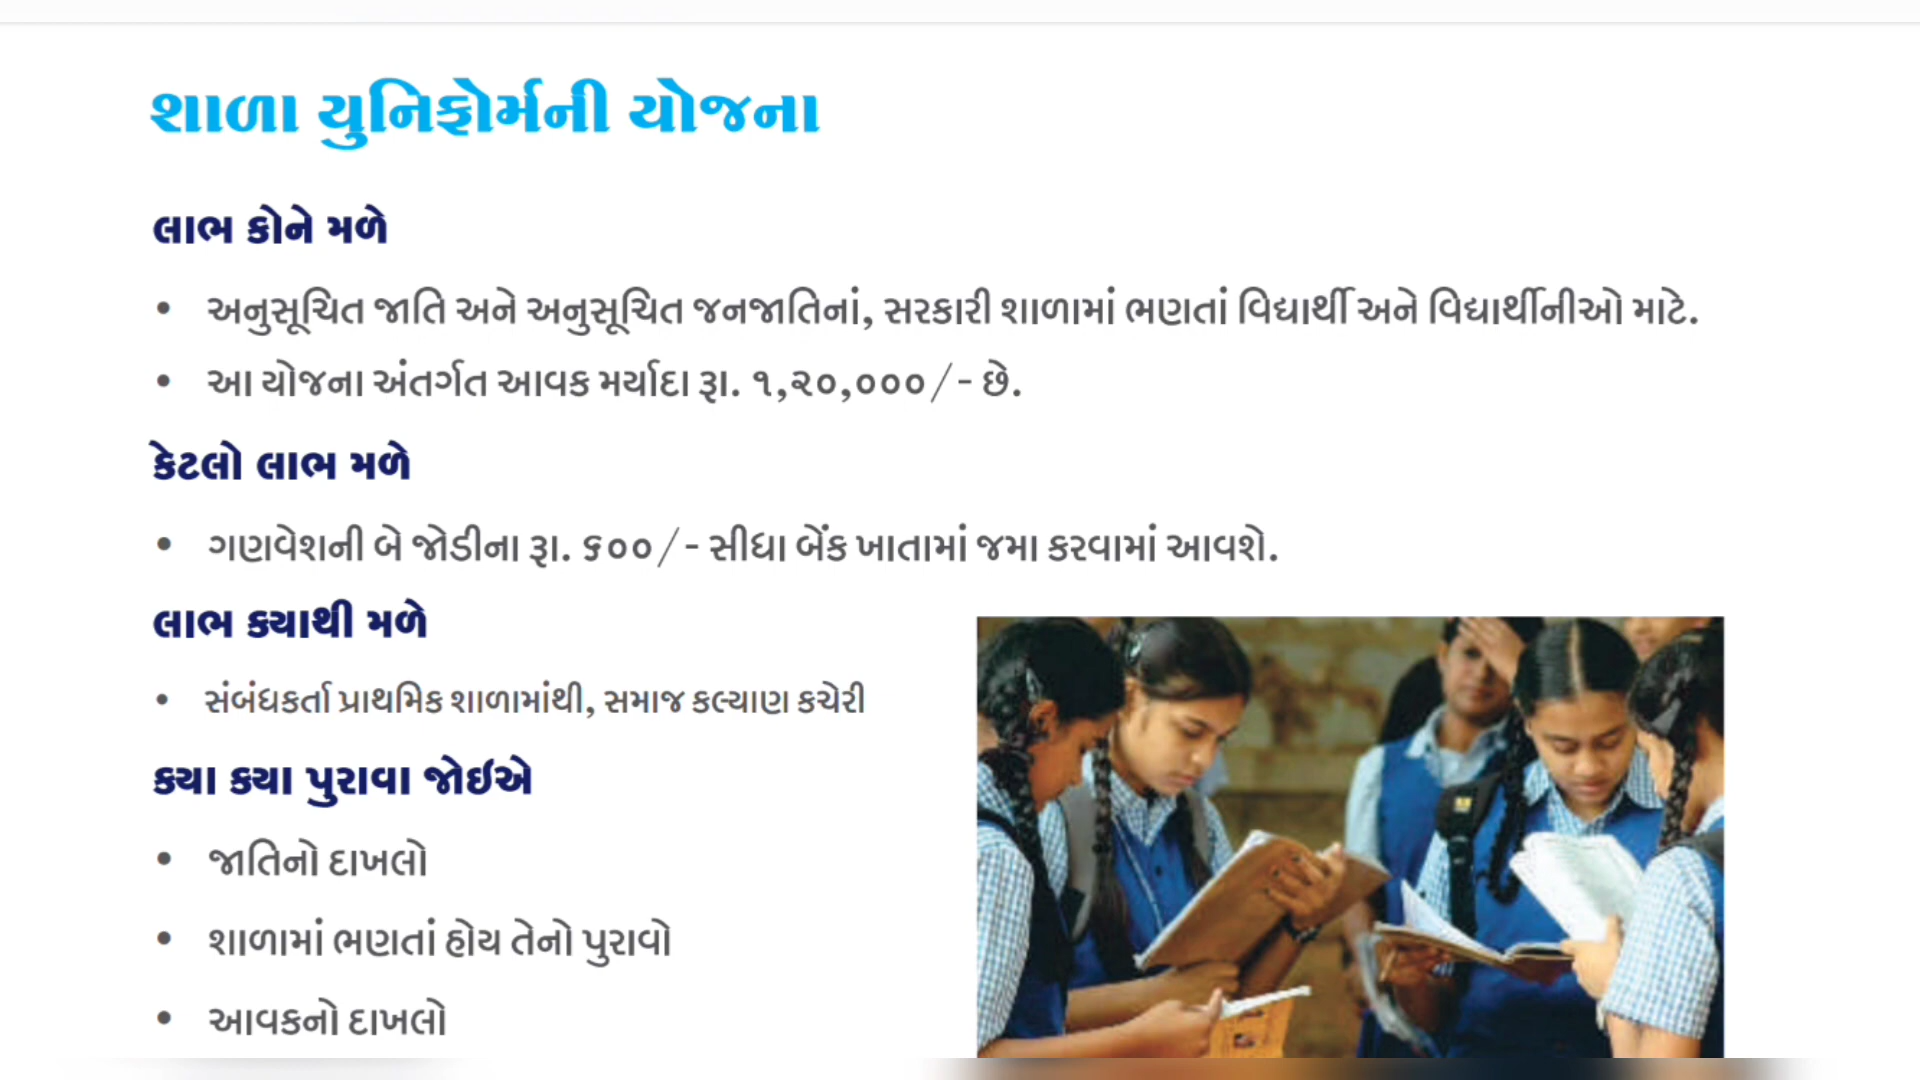 શાળા યુનિફોર્મની યોજના
લાભ કોને મળે
• અનુસૂચિત જાતિ અને અનુસૂચિત જનજાતિનાં, સરકારી શાળામાં ભણતાં વિદ્યાર્થી અને વિદ્યાર્થીનીઓ માટે.
• આ યોજના અંતર્ગત આવક મર્યાદા રૂા. ૧,૨૦,૦૦૦/- છે.
કેટલો લાભ મળે
• ગણવેશની બે જોડીના રૂા. ૬૦૦/- સીધા બેંક ખાતામાં જમા કરવામાં આવશે.
લાભ ક્યાથી મળે
• સંબંધકર્તા પ્રાથમિક શાળામાંથી, સમાજ કલ્યાણ કચેરી
ક્યા ક્યા પુરાવા જોઇએ
• જાતિનો દાખલો
• શાળામાં ભણતાં હોય તેનો પુરાવો
• આવકનો દાખલો